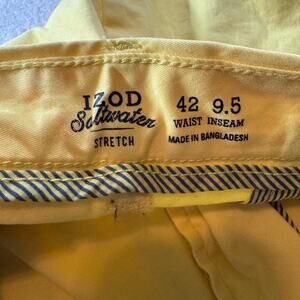 IZOD
Saltwater
STRETCH
42 9.5
WAIST INSEAM
MADE IN BANGLADESH